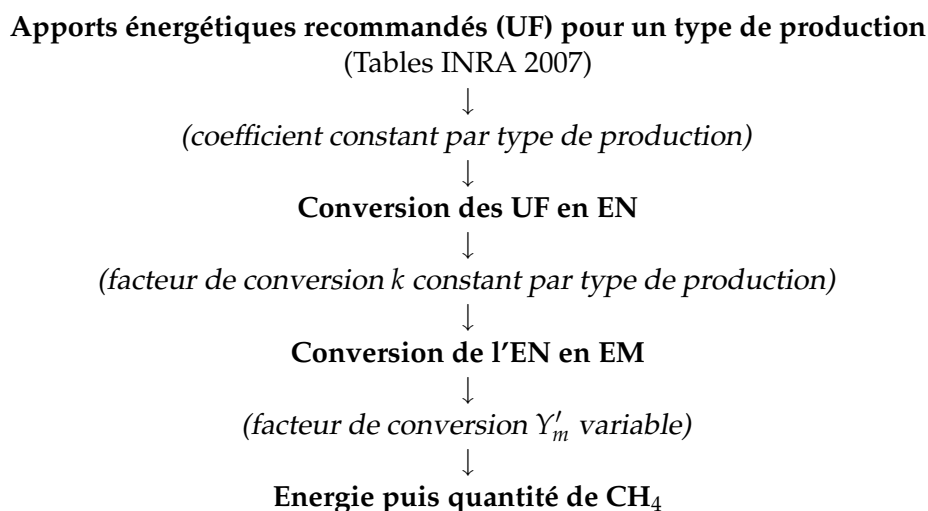 Apports énergétiques recommandés (UF) pour un type de production
(Tables INRA 2007)
↓
(coefficient constant par type de production)
↓
Conversion des UF en EN
↓
(facteur de conversion k constant par type de production)
↓
Conversion de l'EN en EM
↓
(facteur de conversion Y′ₘ variable)
↓
Energie puis quantité de CH₄